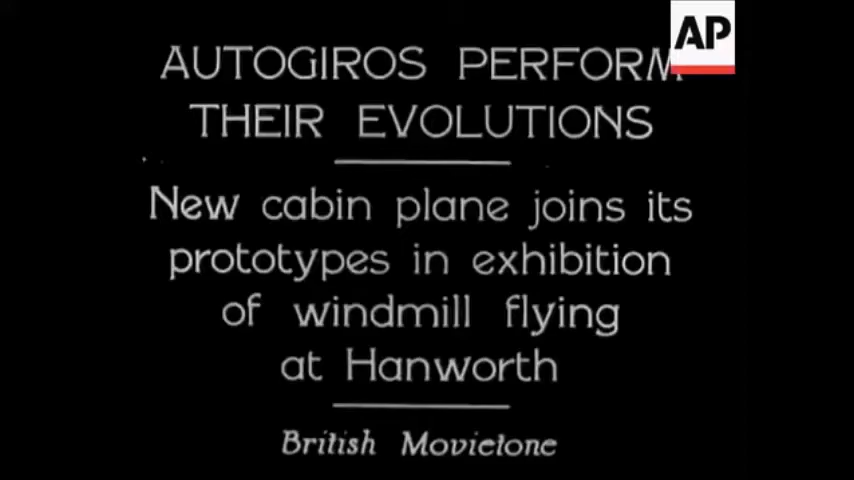 AP
AUTOGIROS PERFORM
THEIR EVOLUTIONS
New cabin plane joins its
prototypes in exhibition
of windmill flying
at Hanworth
British Movietone